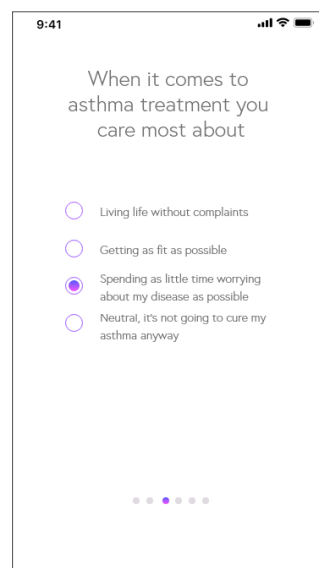 9:41
When it comes to
asthma treatment you
care most about
Living life without complaints
Getting as fit as possible
Spending as little time worrying
about my disease as possible
Neutral, it's not going to cure my
asthma anyway